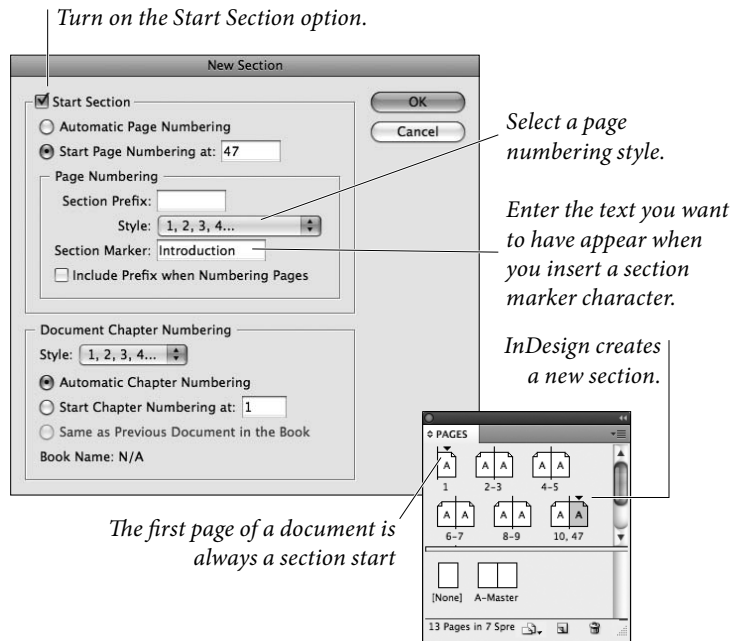 Turn on the Start Section option.
New Section
Start Section
OK
Automatic Page Numbering
Cancel
Start Page Numbering at: 47
Select a page
numbering style.
Page Numbering
Section Prefix:
Style: 1, 2, 3, 4...
Section Marker: Introduction
Include Prefix when Numbering Pages
Enter the text you want
to have appear when
you insert a section
marker character.
Document Chapter Numbering
Style: 1, 2, 3, 4...
Automatic Chapter Numbering
Start Chapter Numbering at: 1
Same as Previous Document in the Book
Book Name: N/A
InDesign creates
a new section.
PAGES
A A A A A
1 2-3 4-5
A A A A A A
6-7 8-9 10, 47
The first page of a document is
always a section start
[None] A-Master
13 Pages in 7 Spre